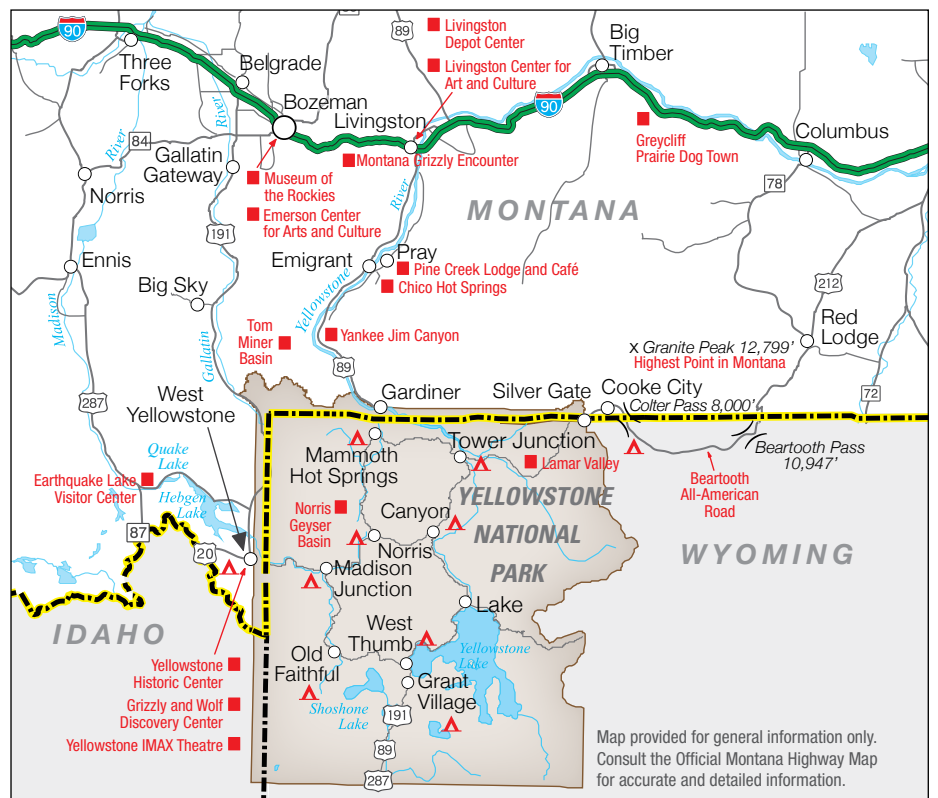 90
Three
Forks
Belgrade
Bozeman
89
Livingston
Depot Center
Livingston Center for
Art and Culture
Big
Timber
90
Livingston
Greycliff
Prairie Dog Town
Columbus
78
River
84
River
Gallatin
Gateway
Norris
Museum of
the Rockies
Emerson Center
for Arts and Culture
Montana Grizzly Encounter
River
MONTANA
191
Ennis
Big Sky
Emigrant
Pray
Pine Creek Lodge and Café
Chico Hot Springs
212
Madison
Gallatin
Yellowstone
Tom
Miner
Basin
Yankee Jim Canyon
89
Red
Lodge
x Granite Peak 12,799’
Highest Point in Montana
72
287
West
Yellowstone
Gardiner
Silver Gate
Cooke City
Colter Pass 8,000’
Beartooth Pass
10,947’
Beartooth
All-American
Road
Quake
Lake
Earthquake Lake
Visitor Center
Hebgen
Lake
87
20
Mammoth
Hot Springs
Tower Junction
Lamar Valley
YELLOWSTONE
NATIONAL
PARK
Norris
Geyser
Basin
Canyon
Norris
Madison
Junction
WYOMING
IDAHO
Lake
West
Thumb
Yellowstone
Lake
Old
Faithful
Grant
Village
Shoshone
Lake
191
89
287
Yellowstone
Historic Center
Grizzly and Wolf
Discovery Center
Yellowstone IMAX Theatre
Map provided for general information only.
Consult the Official Montana Highway Map
for accurate and detailed information.